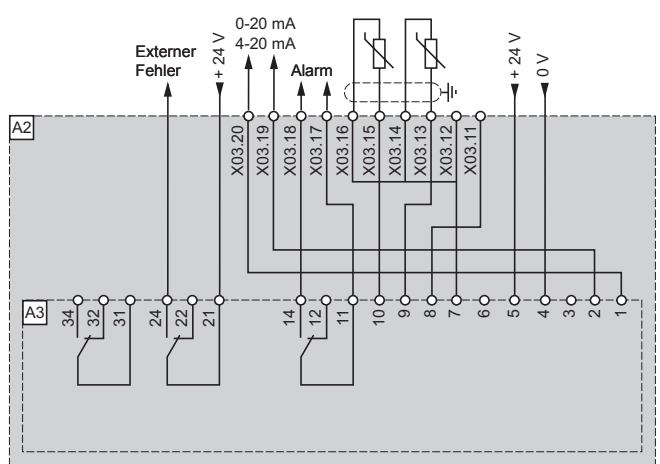 0-20 mA
4-20 mA
Externer
Fehler
+ 24 V
Alarm
+ 24 V
0 V
A2
X03.20
X03.19
X03.18
X03.17
X03.16
X03.15
X03.14
X03.13
X03.12
X03.11
A3
34
32
31
24
22
21
14
12
11
10
9
8
7
6
5
4
3
2
1